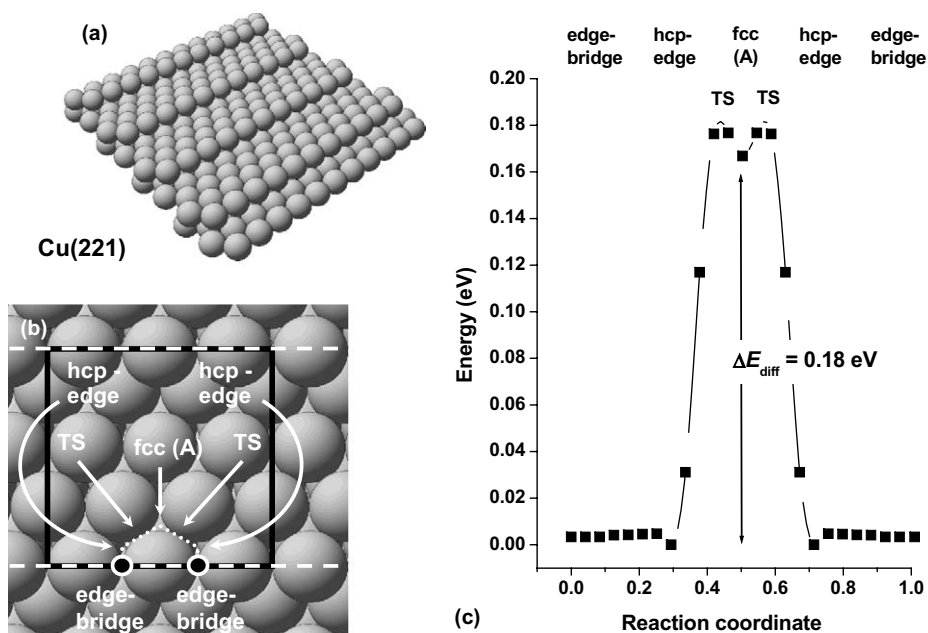 (a)
Cu(221)
(b)
hcp -
edge
hcp -
edge
TS
fcc (A)
TS
edge-
bridge
edge-
bridge
edge-
bridge
hcp-
edge
fcc
(A)
hcp-
edge
edge-
bridge
TS
TS
0.20
0.18
0.16
0.14
0.12
0.10
0.08
0.06
0.04
0.02
0.00
Energy (eV)
ΔE_diff = 0.18 eV
0.0
0.2
0.4
0.6
0.8
1.0
(c)
Reaction coordinate